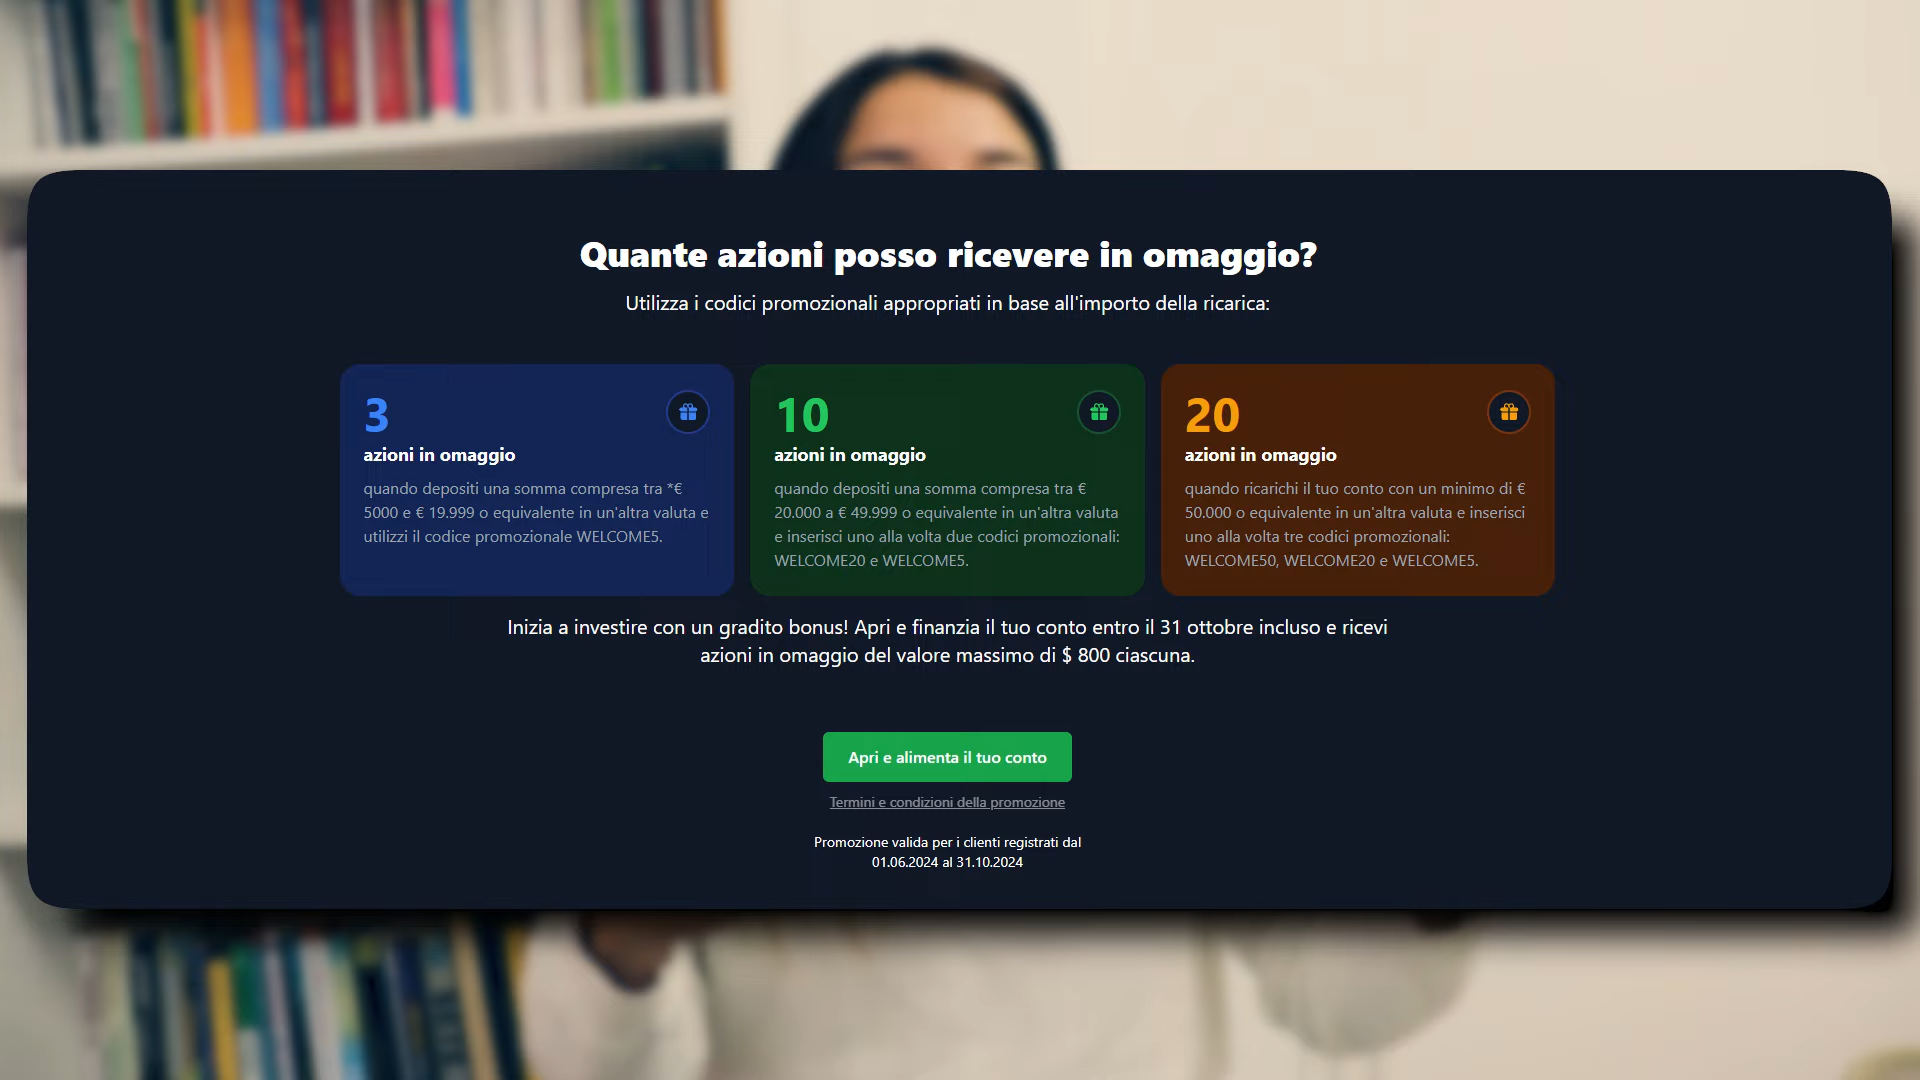 Quante azioni posso ricevere in omaggio?
Utilizza i codici promozionali appropriati in base all'importo della ricarica:
3
azioni in omaggio
quando depositi una somma compresa tra *€
5000 e € 19.999 o equivalente in un'altra valuta e
utilizzi il codice promozionale WELCOME5.
10
azioni in omaggio
quando depositi una somma compresa tra €
20.000 a € 49.999 o equivalente in un'altra valuta
e inserisci uno alla volta due codici promozionali:
WELCOME20 e WELCOME5.
20
azioni in omaggio
quando ricarichi il tuo conto con un minimo di €
50.000 o equivalente in un'altra valuta e inserisci
uno alla volta tre codici promozionali:
WELCOME50, WELCOME20 e WELCOME5.
Inizia a investire con un gradito bonus! Apri e finanzia il tuo conto entro il 31 ottobre incluso e ricevi
azioni in omaggio del valore massimo di $ 800 ciascuna.
Apri e alimenta il tuo conto
Termini e condizioni della promozione
Promozione valida per i clienti registrati dal
01.06.2024 al 31.10.2024